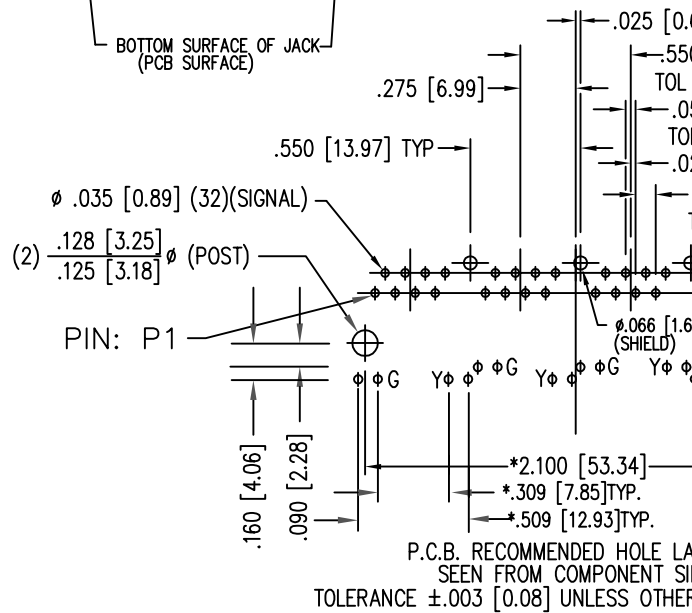 .025 [0.6
BOTTOM SURFACE OF JACK
(PCB SURFACE)
.550
.275 [6.99]
TOL
.05
.550 [13.97] TYP
TOL
.02
ø .035 [0.89] (32)(SIGNAL)
(2) .128 [3.25]
.125 [3.18] ø (POST)
PIN: P1
ø.066 [1.6
(SHIELD)
G Y G Y G Y
.160 [4.06]
.090 [2.28]
*2.100 [53.34]
*.309 [7.85]TYP.
*.509 [12.93]TYP.
P.C.B. RECOMMENDED HOLE LA
SEEN FROM COMPONENT SI
TOLERANCE ±.003 [0.08] UNLESS OTHER